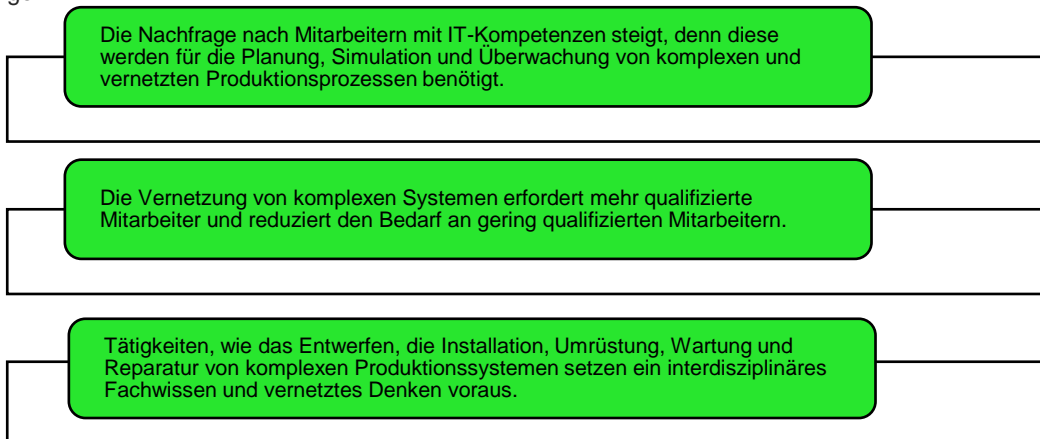 Die Nachfrage nach Mitarbeitern mit IT-Kompetenzen steigt, denn diese
werden für die Planung, Simulation und Überwachung von komplexen und
vernetzten Produktionsprozessen benötigt.
Die Vernetzung von komplexen Systemen erfordert mehr qualifizierte
Mitarbeiter und reduziert den Bedarf an gering qualifizierten Mitarbeitern.
Tätigkeiten, wie das Entwerfen, die Installation, Umrüstung, Wartung und
Reparatur von komplexen Produktionssystemen setzen ein interdisziplinäres
Fachwissen und vernetztes Denken voraus.